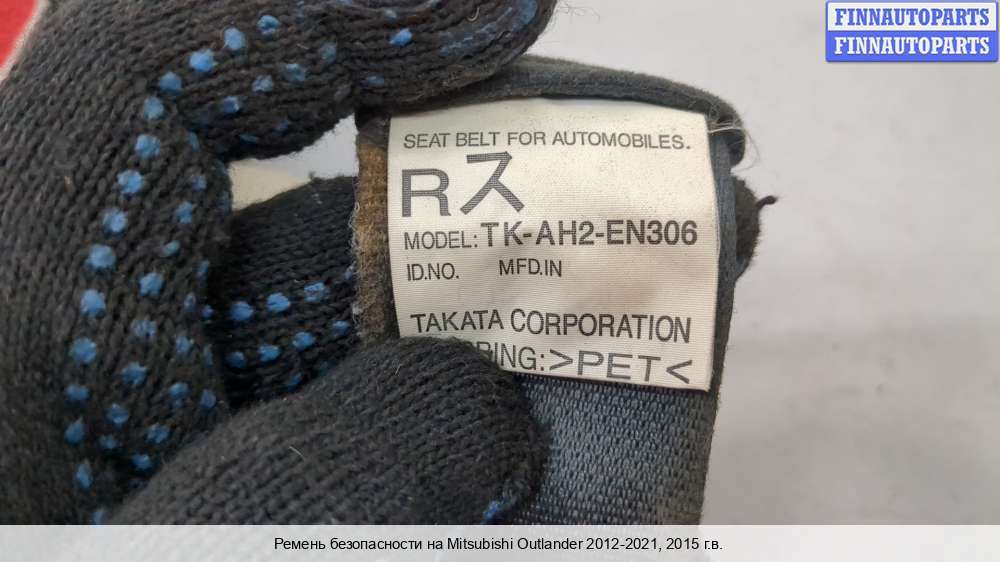 FINNAUTOPARTS
FINNAUTOPARTS
SEAT BELT FOR AUTOMOBILES.
Rス
MODEL: TK-AH2-EN306
ID.NO. MFD.IN
TAKATA CORPORATION
>PET<
Ремень безопасности на Mitsubishi Outlander 2012-2021, 2015 г.в.